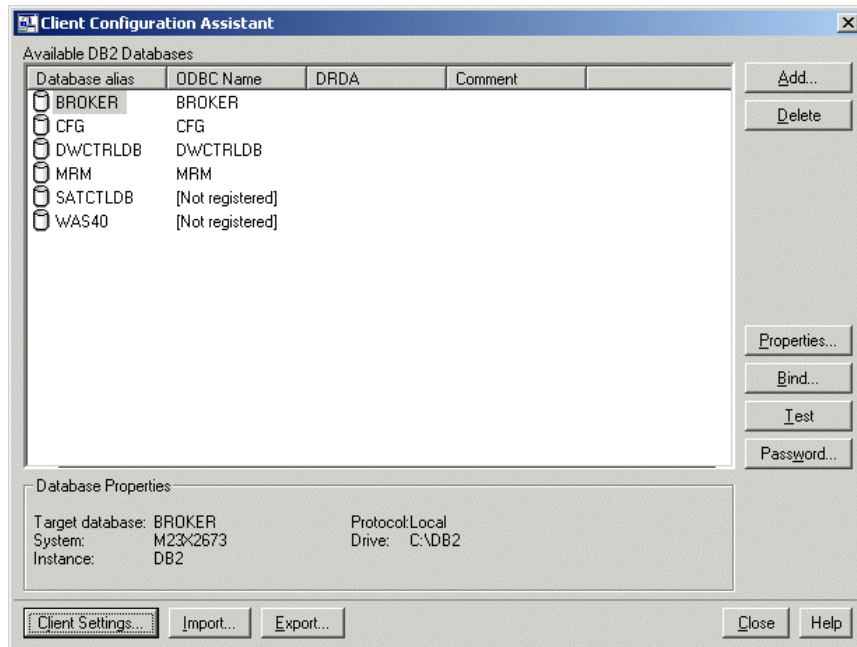 Client Configuration Assistant
Available DB2 Databases
Database alias ODBC Name DRDA Comment
BROKER BROKER
CFG CFG
DWCTRLDB DWCTRLDB
MRM MRM
SATCTLDB [Not registered]
WAS40 [Not registered]
Add...
Delete
Properties...
Bind...
Test
Password...
Database Properties
Target database: BROKER Protocol:Local
System: M23X2673 Drive: C:\DB2
Instance: DB2
Client Settings... Import... Export... Close Help